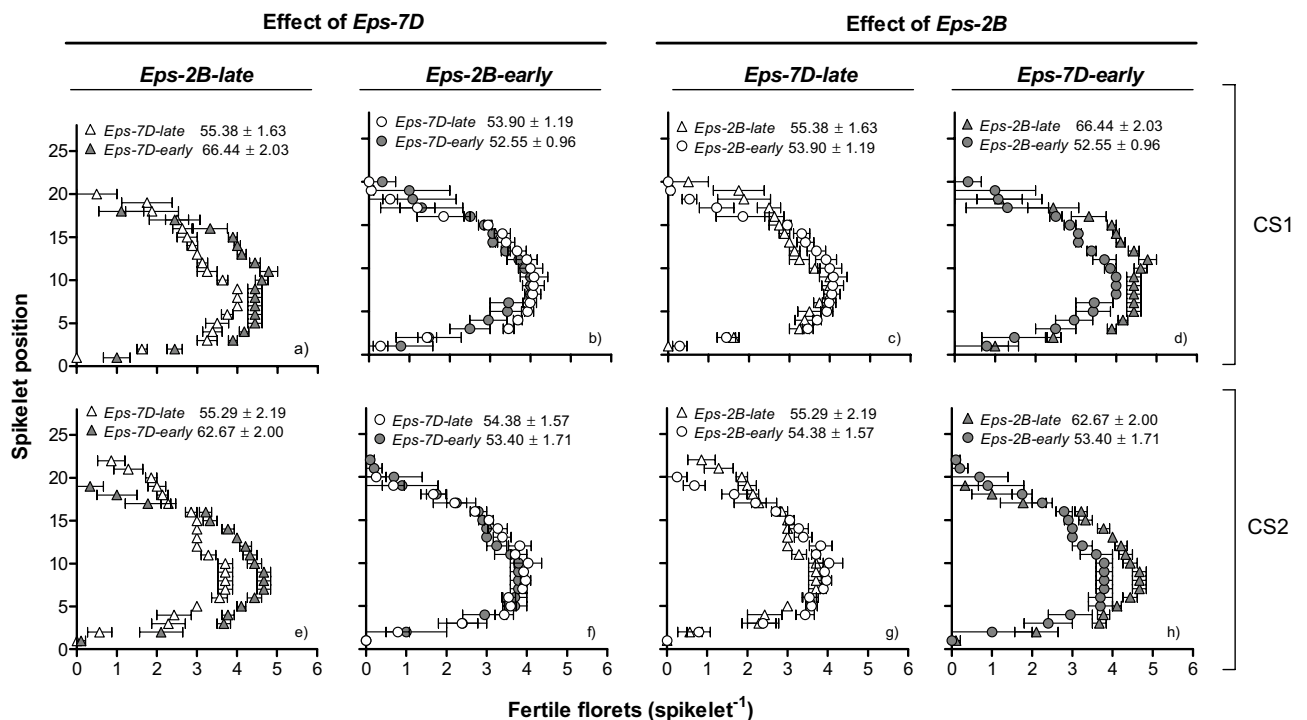 Effect of Eps-7D
Effect of Eps-2B
Eps-2B-late
Eps-2B-early
Eps-7D-late
Eps-7D-early
Eps-7D-late 55.38 ± 1.63
Eps-7D-early 66.44 ± 2.03
Eps-7D-late 53.90 ± 1.19
Eps-7D-early 52.55 ± 0.96
Eps-2B-late 55.38 ± 1.63
Eps-2B-early 53.90 ± 1.19
Eps-2B-late 66.44 ± 2.03
Eps-2B-early 52.55 ± 0.96
25
20
15
10
5
0
a)
b)
c)
d)
0 1 2 3 4 5 6
CS1
Spikelet position
Eps-7D-late 55.29 ± 2.19
Eps-7D-early 62.67 ± 2.00
Eps-7D-late 54.38 ± 1.57
Eps-7D-early 53.40 ± 1.71
Eps-2B-late 55.29 ± 2.19
Eps-2B-early 54.38 ± 1.57
Eps-2B-late 62.67 ± 2.00
Eps-2B-early 53.40 ± 1.71
25
20
15
10
5
0
e)
f)
g)
h)
CS2
0 1 2 3 4 5 6
0 1 2 3 4 5 6
0 1 2 3 4 5 6
0 1 2 3 4 5 6
Fertile florets (spikelet⁻¹)